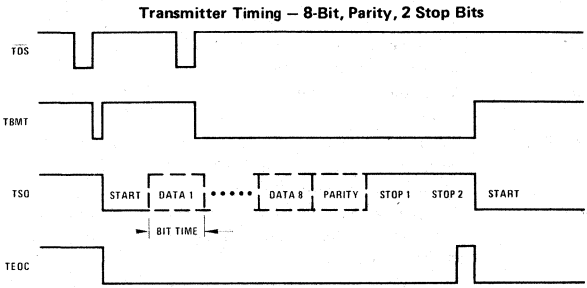 Transmitter Timing — 8-Bit, Parity, 2 Stop Bits
TDS
TBMT
TSO START DATA 1 DATA 8 PARITY STOP 1 STOP 2 START
BIT TIME
TEOC